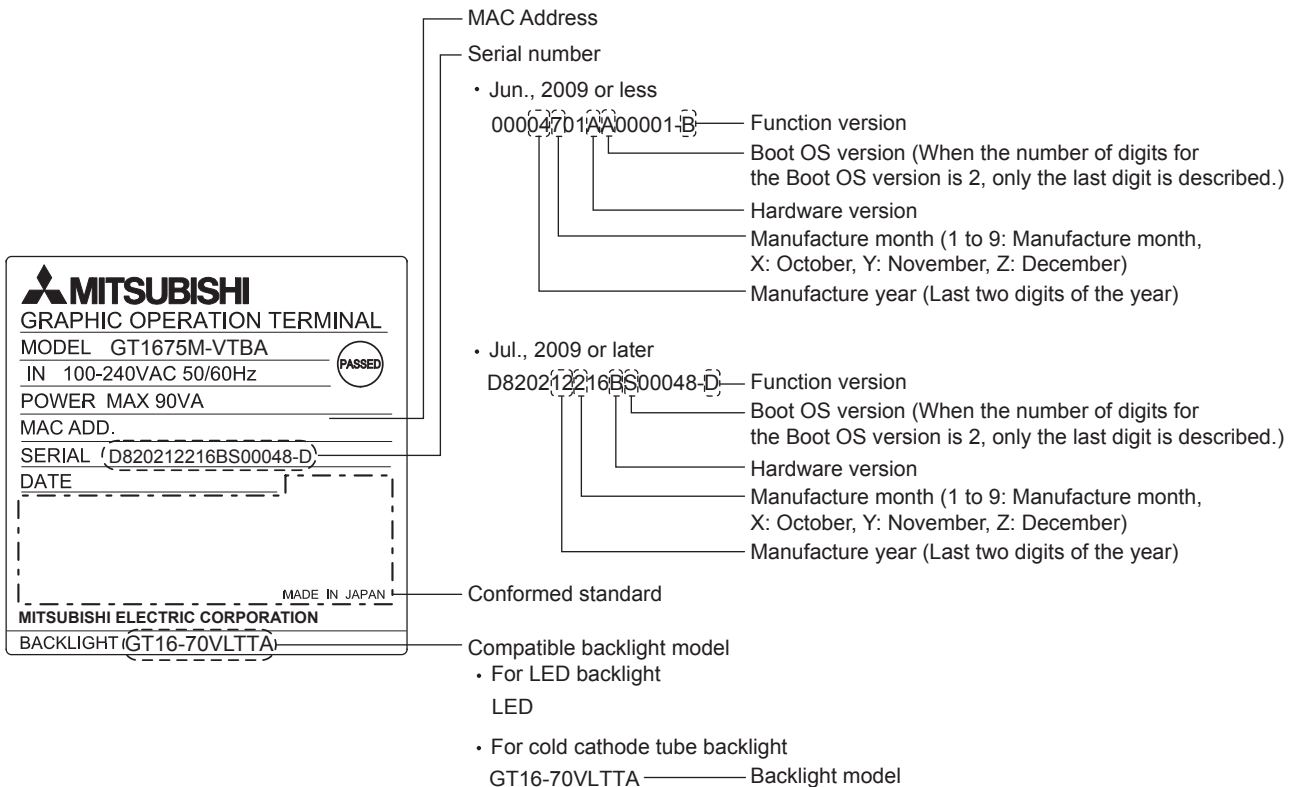 MAC Address
Serial number
・ Jun., 2009 or less
00004701AA00001-B
Function version
Boot OS version (When the number of digits for
the Boot OS version is 2, only the last digit is described.)
Hardware version
Manufacture month (1 to 9: Manufacture month,
X: October, Y: November, Z: December)
Manufacture year (Last two digits of the year)
MITSUBISHI
GRAPHIC OPERATION TERMINAL
MODEL GT1675M-VTBA
PASSED
IN 100-240VAC 50/60Hz
POWER MAX 90VA
MAC ADD.
SERIAL D820212216BS00048-D
DATE
MADE IN JAPAN
MITSUBISHI ELECTRIC CORPORATION
BACKLIGHT GT16-70VLTTA
・ Jul., 2009 or later
D820212216BS00048-D
Function version
Boot OS version (When the number of digits for
the Boot OS version is 2, only the last digit is described.)
Hardware version
Manufacture month (1 to 9: Manufacture month,
X: October, Y: November, Z: December)
Manufacture year (Last two digits of the year)
Conformed standard
Compatible backlight model
・ For LED backlight
LED
・ For cold cathode tube backlight
GT16-70VLTTA
Backlight model